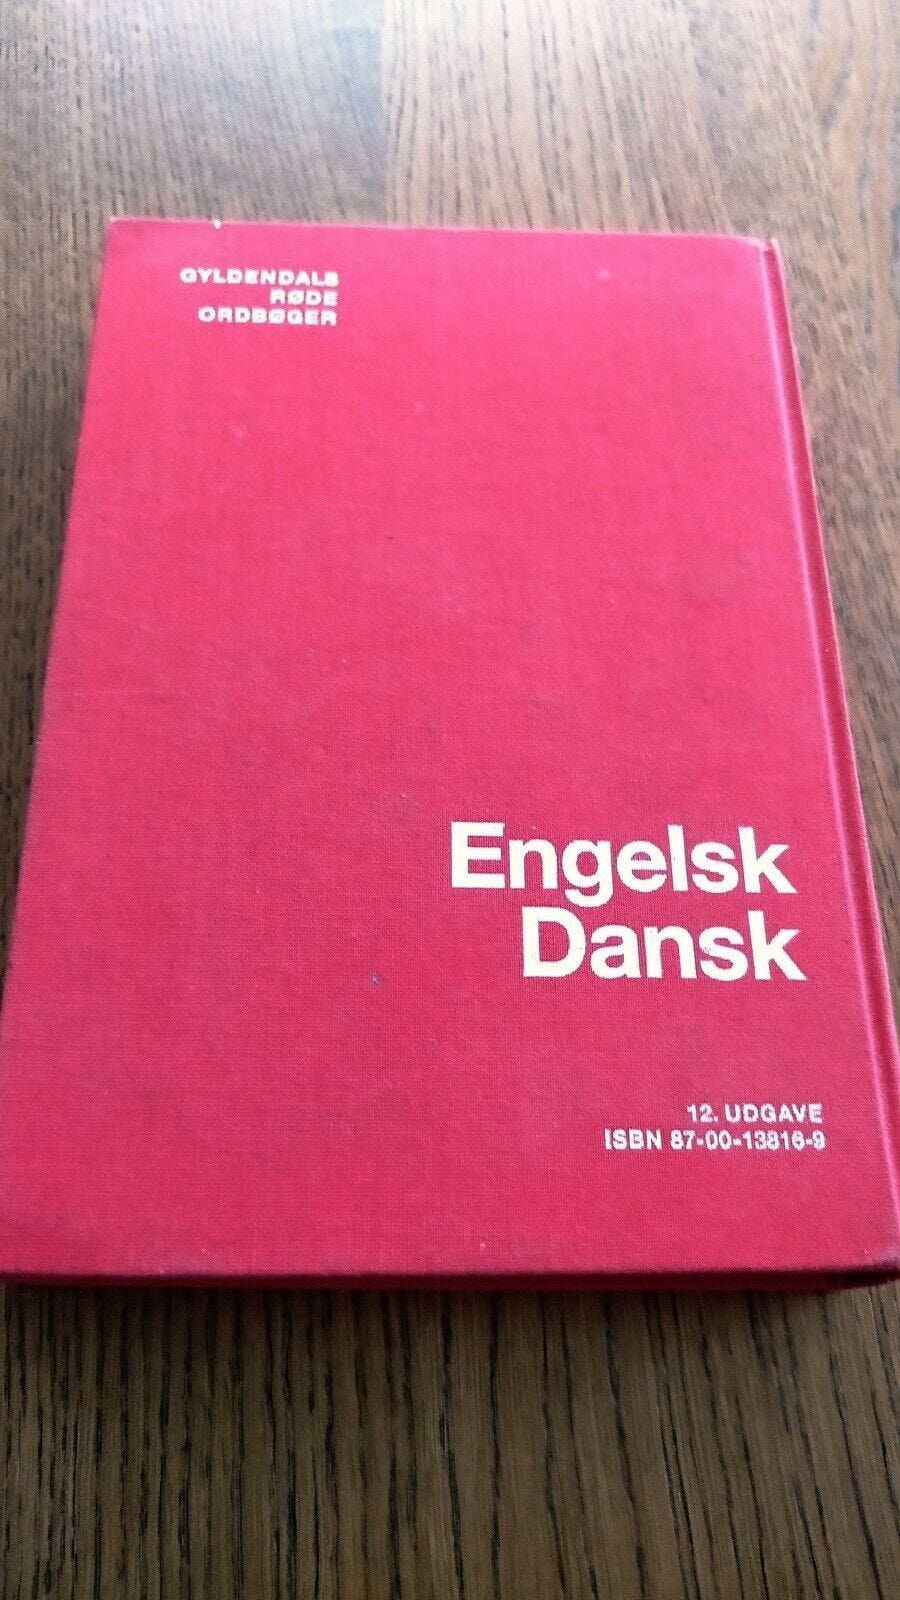 GYLDENDALS
RØDE
ORDBØGER
Engelsk
Dansk
12. UDGAVE
ISBN 87-00-13816-9